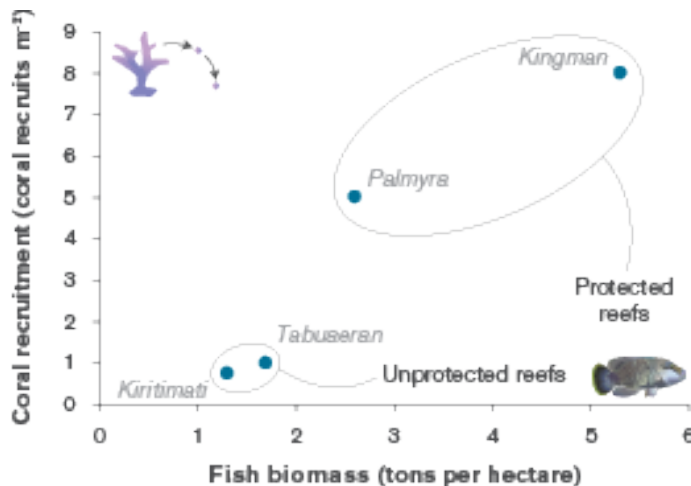 Coral recruitment (coral recruits m⁻²)
9
8
7
6
5
4
3
2
1
0
Kingman
Palmyra
Protected
reefs
Tabuaeran
Unprotected reefs
Kiritimati
0 1 2 3 4 5 6
Fish biomass (tons per hectare)